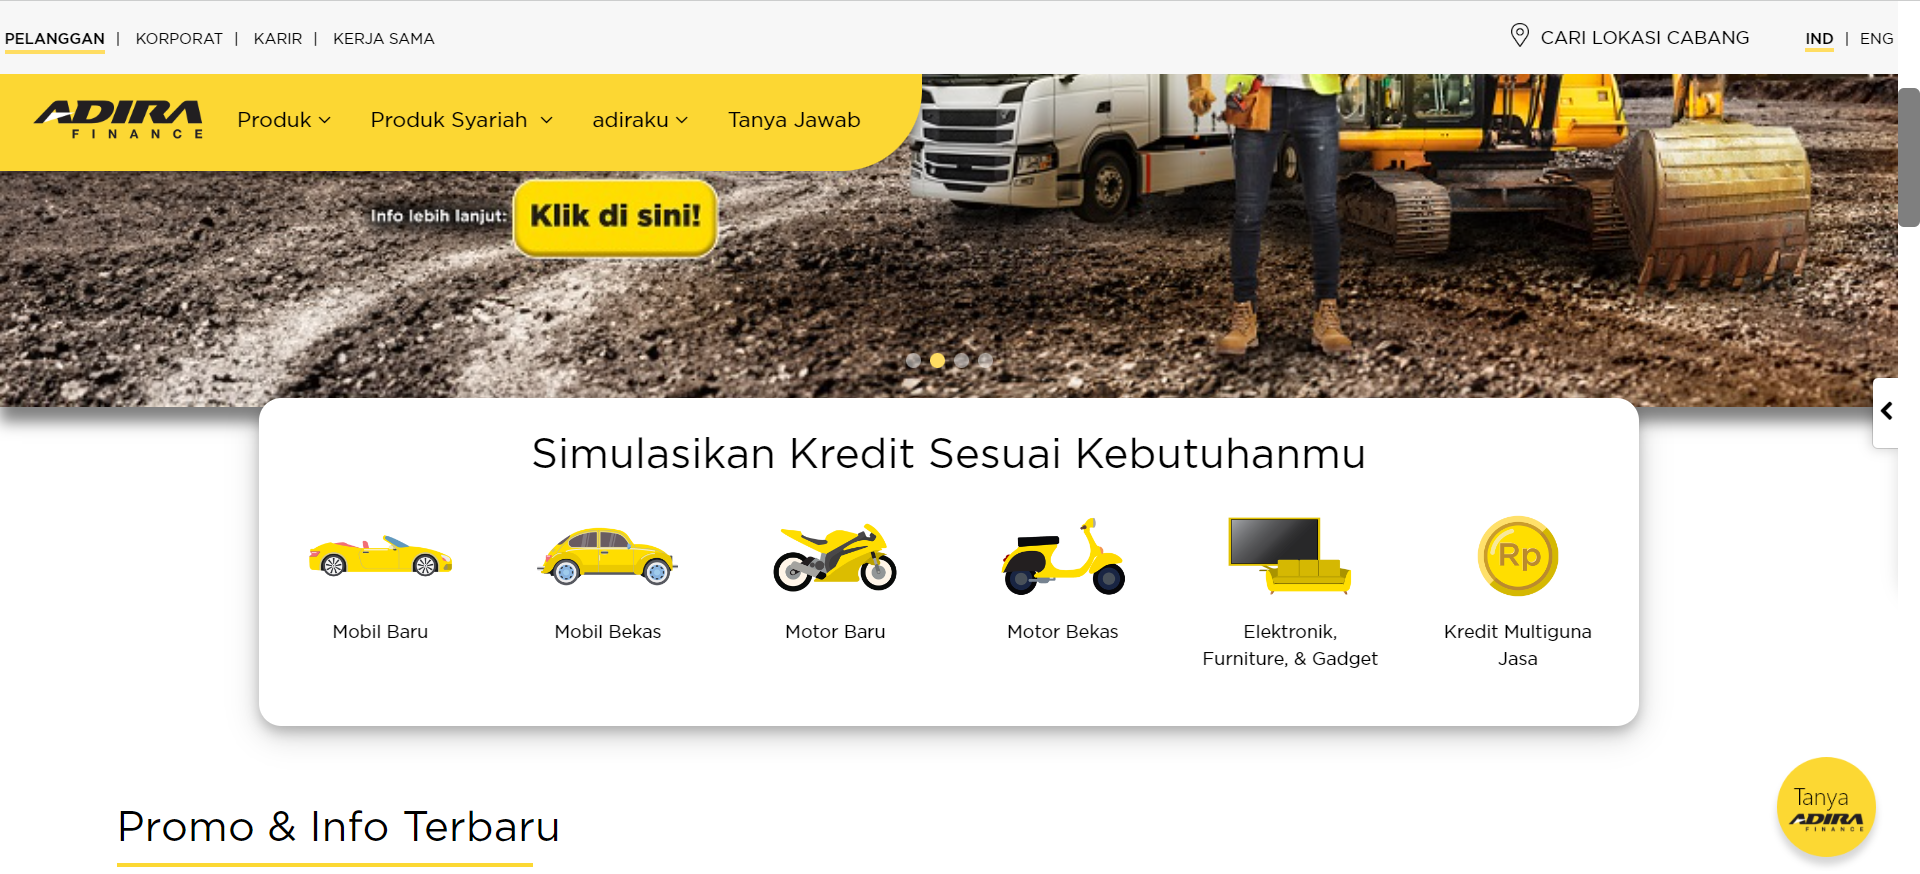 PELANGGAN | KORPORAT | KARIR | KERJA SAMA
CARI LOKASI CABANG
IND | ENG
ADIRA
FINANCE
Produk
Produk Syariah
adiraku
Tanya Jawab
Info lebih lanjut:
Klik di sini!
Simulasikan Kredit Sesuai Kebutuhanmu
Rp
Mobil Baru
Mobil Bekas
Motor Baru
Motor Bekas
Elektronik,
Furniture, & Gadget
Kredit Multiguna
Jasa
Promo & Info Terbaru
Tanya
ADIRA
FINANCE